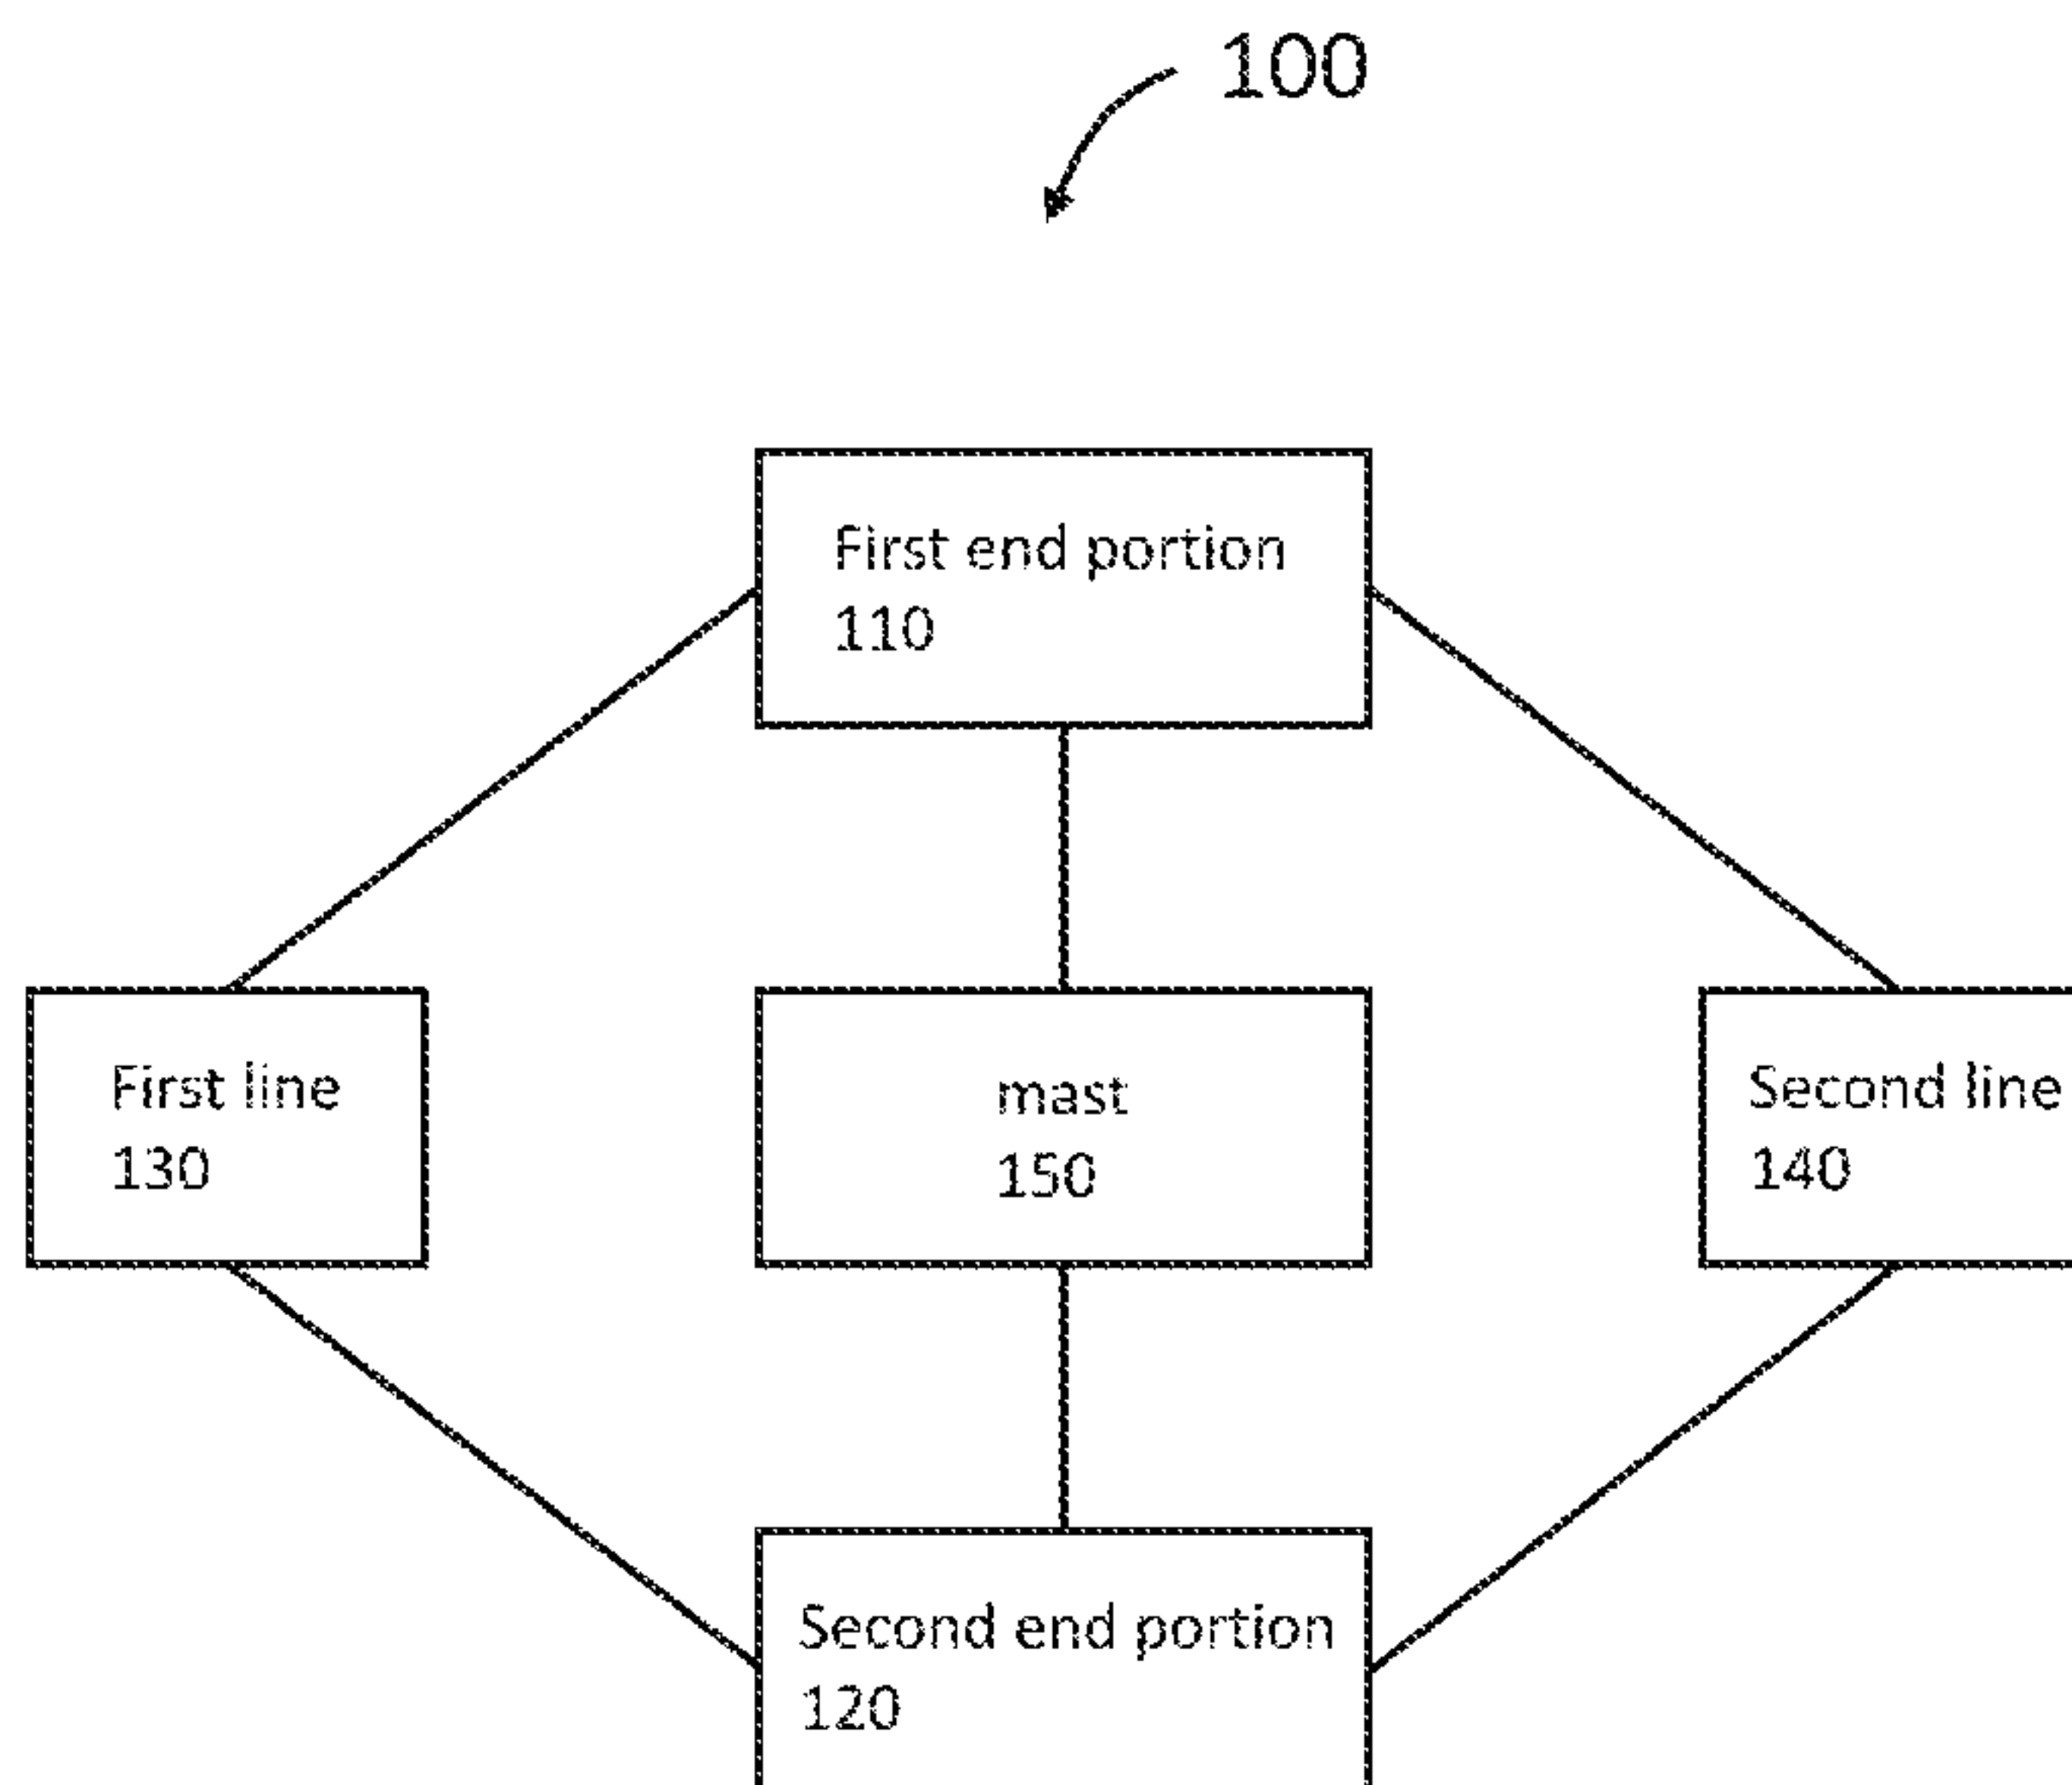 100
First end portion
110
First line
130
mast
150
Second line
140
Second end portion
120